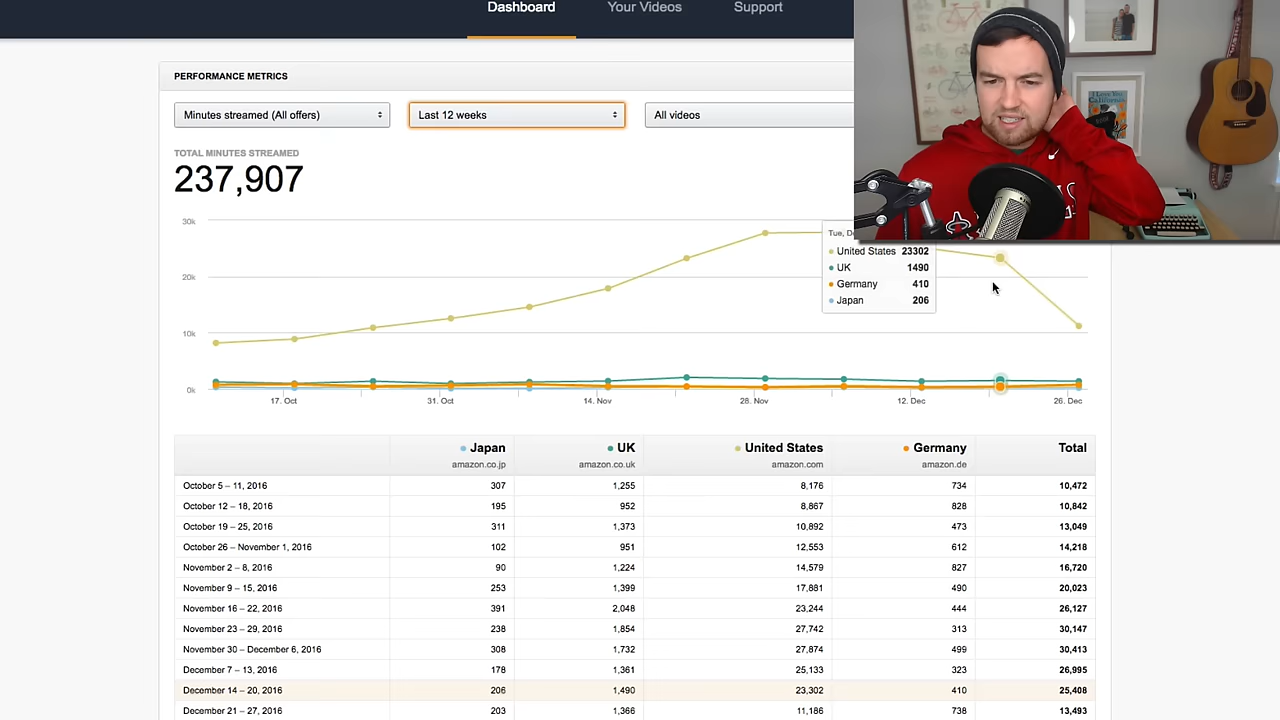 Dashboard Your Videos Support
PERFORMANCE METRICS
Minutes streamed (All offers) Last 12 weeks All videos
TOTAL MINUTES STREAMED
237,907
30k
20k
10k
0k
Tue, D
United States 23302
UK 1490
Germany 410
Japan 206
17. Oct 31. Oct 14. Nov 28. Nov 12. Dec 26. Dec
Japan UK United States Germany Total
amazon.co.jp amazon.co.uk amazon.com amazon.de
October 5 – 11, 2016 307 1,255 8,176 734 10,472
October 12 – 18, 2016 195 952 8,867 828 10,842
October 19 – 25, 2016 311 1,373 10,892 473 13,049
October 26 – November 1, 2016 102 951 12,553 612 14,218
November 2 – 8, 2016 90 1,224 14,579 827 16,720
November 9 – 15, 2016 253 1,399 17,881 490 20,023
November 16 – 22, 2016 391 2,048 23,244 444 26,127
November 23 – 29, 2016 238 1,854 27,742 313 30,147
November 30 – December 6, 2016 308 1,732 27,874 499 30,413
December 7 – 13, 2016 178 1,361 25,133 323 26,995
December 14 – 20, 2016 206 1,490 23,302 410 25,408
December 21 – 27, 2016 203 1,366 11,186 738 13,493